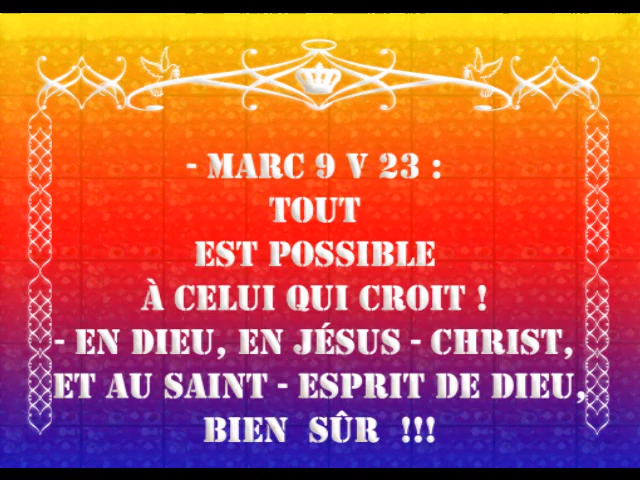 - MARC 9 V 23 :
TOUT
EST POSSIBLE
À CELUI QUI CROIT !
- EN DIEU, EN JÉSUS - CHRIST,
ET AU SAINT - ESPRIT DE DIEU,
BIEN SÛR !!!